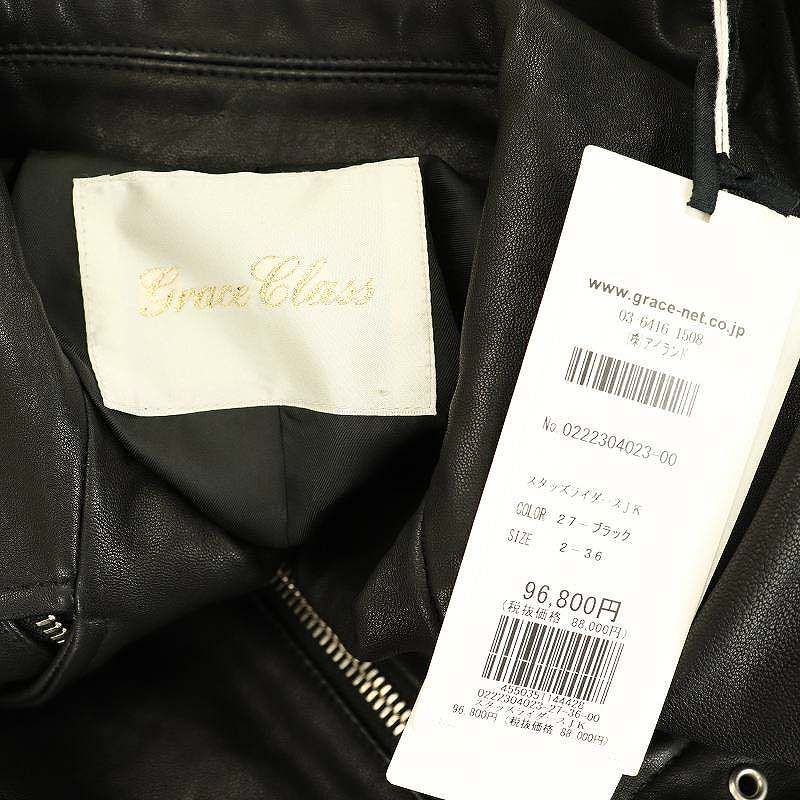 Grace Class
www.grace-net.co.jp
03 6416 1508
㈱アイランド
No. 0222304023-00
スタッズライダースJK
COLOR 27-ブラック
SIZE 2-36
96,800円
(税抜価格 88,000円)
4550357144428
0222304023-27-36-00
スタッズライダースJK
96,800円 (税抜価格 88,000円)